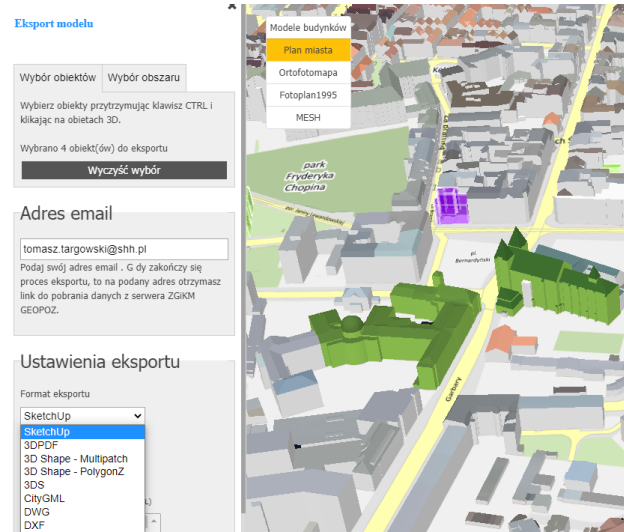 Eksport modelu
Wybór obiektów
Wybór obszaru
Wybierz obiekty przytrzymując klawisz CTRL i
klikając na obietach 3D.
Wybrano 4 obiekt(ów) do eksportu
Wyczyść wybór
Adres email
tomasz.targowski@shh.pl
Podaj swój adres email . G dy zakończy się
proces eksportu, to na podany adres otrzymasz
link do pobrania danych z serwera ZGiKM
GEOPOZ.
Ustawienia eksportu
Format eksportu
SketchUp
SketchUp
3DPDF
3D Shape - Multipatch
3D Shape - PolygonZ
3DS
CityGML
DWG
DXF
Modele budynków
Plan miasta
Ortofotomapa
Fotoplan1995
MESH
park
Fryderyka
Chopina
pl.
Bernardyński
Garbary